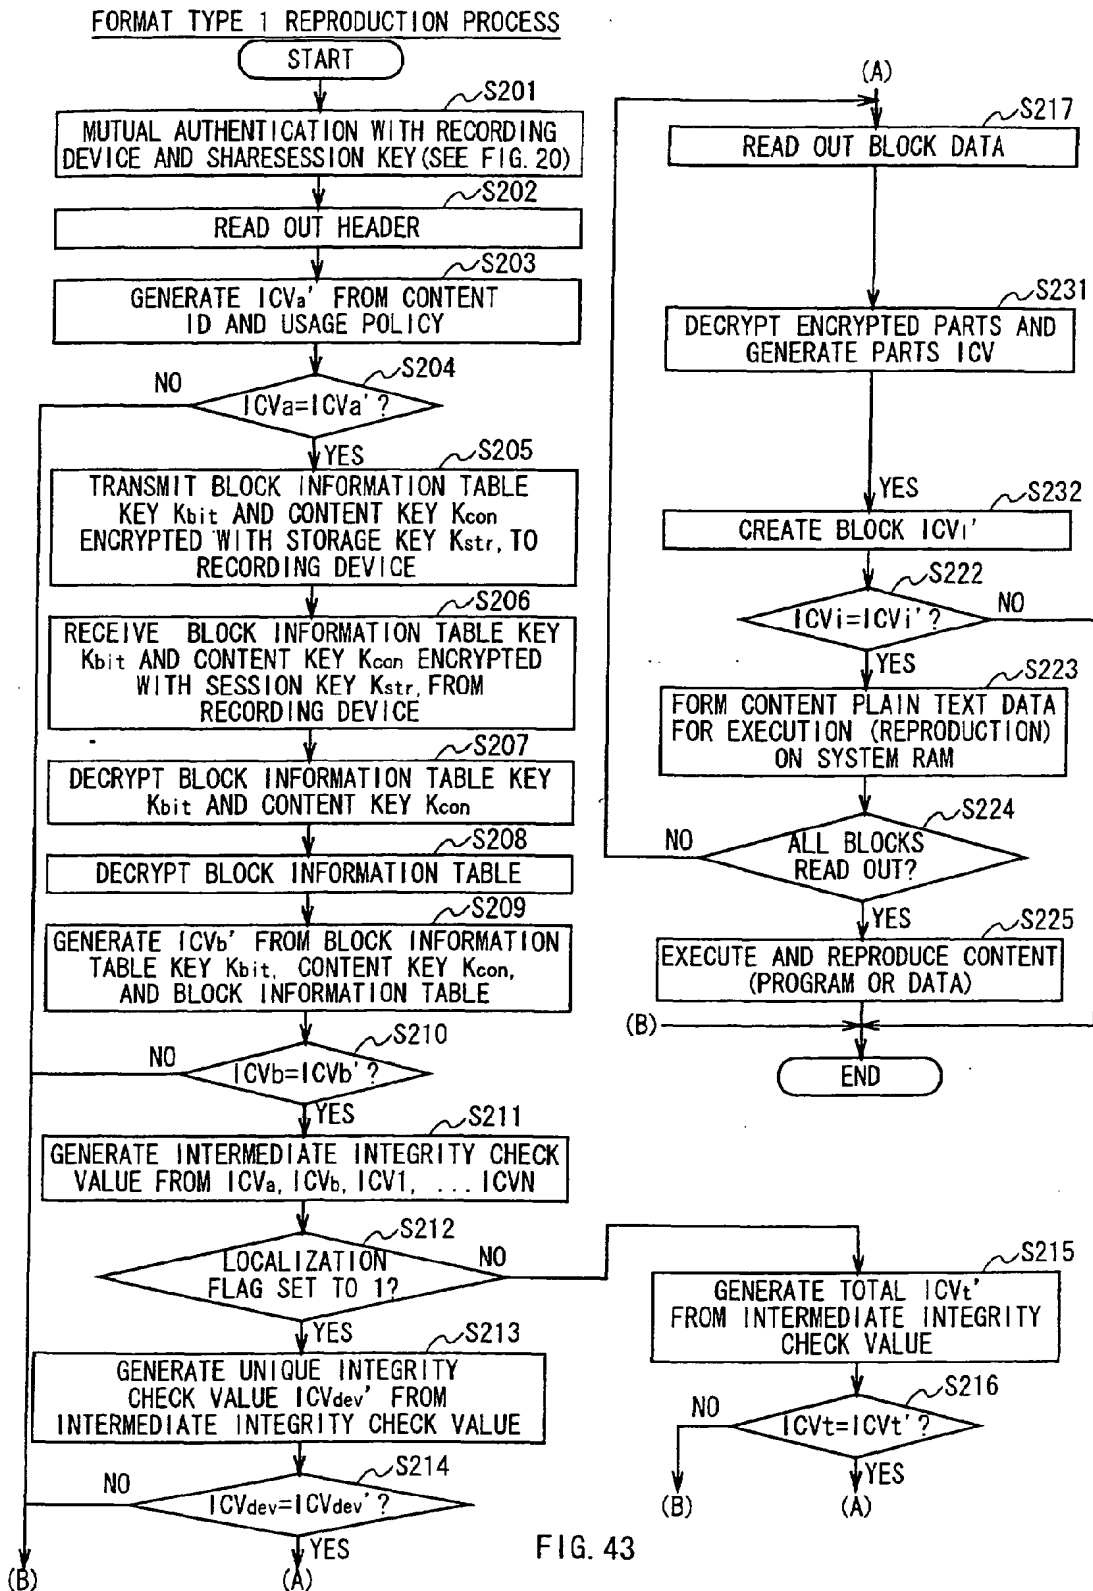 FORMAT TYPE 1 REPRODUCTION PROCESS
START
S201
MUTUAL AUTHENTICATION WITH RECORDING
DEVICE AND SHARESESSION KEY(SEE FIG. 20)
S202
READ OUT HEADER
S203
GENERATE ICVa' FROM CONTENT
ID AND USAGE POLICY
S204
NO
ICVa=ICVa'?
YES
S205
TRANSMIT BLOCK INFORMATION TABLE
KEY Kbit AND CONTENT KEY Kcon
ENCRYPTED WITH STORAGE KEY Kstr, TO
RECORDING DEVICE
S206
RECEIVE BLOCK INFORMATION TABLE KEY
Kbit AND CONTENT KEY Kcon ENCRYPTED
WITH SESSION KEY Kstr, FROM
RECORDING DEVICE
S207
DECRYPT BLOCK INFORMATION TABLE KEY
Kbit AND CONTENT KEY Kcon
S208
DECRYPT BLOCK INFORMATION TABLE
S209
GENERATE ICVb' FROM BLOCK INFORMATION
TABLE KEY Kbit, CONTENT KEY Kcon,
AND BLOCK INFORMATION TABLE
S210
NO
ICVb=ICVb'?
YES
S211
GENERATE INTERMEDIATE INTEGRITY CHECK
VALUE FROM ICVa, ICVb, ICV1, ... ICVN
S212
LOCALIZATION
FLAG SET TO 1?
NO
YES
S213
GENERATE UNIQUE INTEGRITY
CHECK VALUE ICVdev' FROM
INTERMEDIATE INTEGRITY CHECK VALUE
S214
NO
ICVdev=ICVdev'?
YES
(B)
(A)
(A)
S217
READ OUT BLOCK DATA
S231
DECRYPT ENCRYPTED PARTS AND
GENERATE PARTS ICV
YES
S232
CREATE BLOCK ICVi'
S222
ICVi=ICVi'?
NO
YES
S223
FORM CONTENT PLAIN TEXT DATA
FOR EXECUTION (REPRODUCTION)
ON SYSTEM RAM
S224
NO
ALL BLOCKS
READ OUT?
YES
S225
EXECUTE AND REPRODUCE CONTENT
(PROGRAM OR DATA)
(B)
END
S215
GENERATE TOTAL ICVt'
FROM INTERMEDIATE INTEGRITY
CHECK VALUE
S216
NO
ICVt=ICVt'?
YES
(B)
(A)
FIG. 43